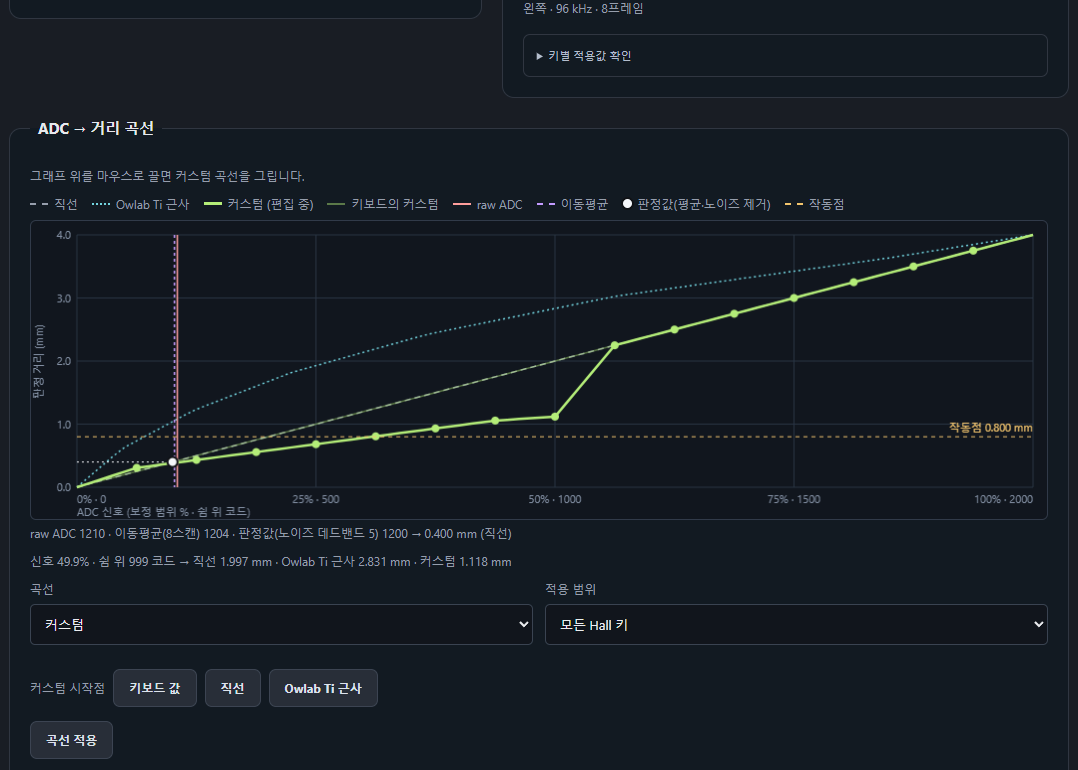 왼쪽 · 96 kHz · 8프레임
▶ 키별 적용값 확인
ADC → 거리 곡선
그래프 위를 마우스로 끌면 커스텀 곡선을 그립니다.
직선 Owlab Ti 근사 커스텀 (편집 중) 키보드의 커스텀 raw ADC 이동평균 판정값(평균·노이즈 제거) 작동점
4.0
3.0
2.0
1.0
0.0
판정 거리 (mm)
작동점 0.800 mm
0% · 0 25% · 500 50% · 1000 75% · 1500 100% · 2000
ADC 신호 (보정 범위 % · 쉼 위 코드)
raw ADC 1210 · 이동평균(8스캔) 1204 · 판정값(노이즈 데드밴드 5) 1200 → 0.400 mm (직선)
신호 49.9% · 쉼 위 999 코드 → 직선 1.997 mm · Owlab Ti 근사 2.831 mm · 커스텀 1.118 mm
곡선 적용 범위
커스텀 모든 Hall 키
커스텀 시작점 키보드 값 직선 Owlab Ti 근사
곡선 적용